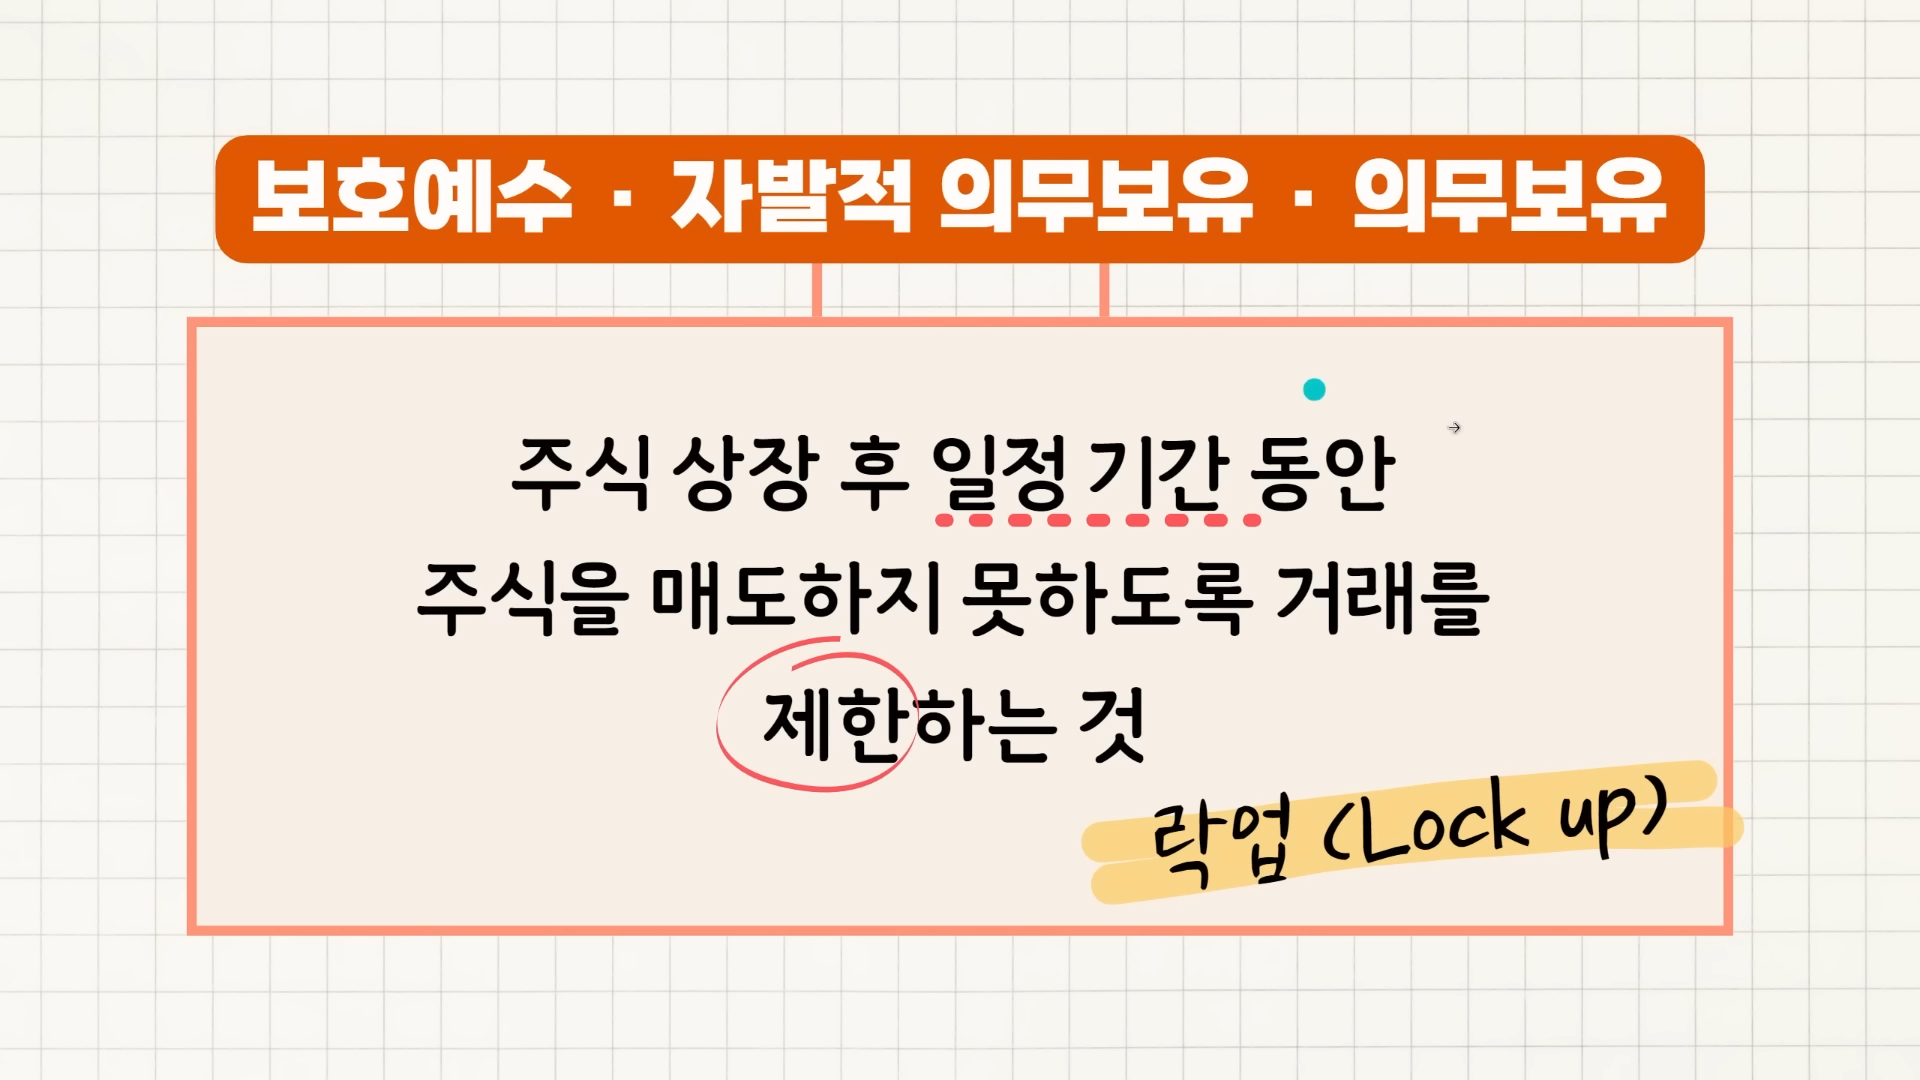 보호예수 · 자발적 의무보유 · 의무보유
주식 상장 후 일정 기간 동안
주식을 매도하지 못하도록 거래를
제한하는 것
락업 (Lock up)